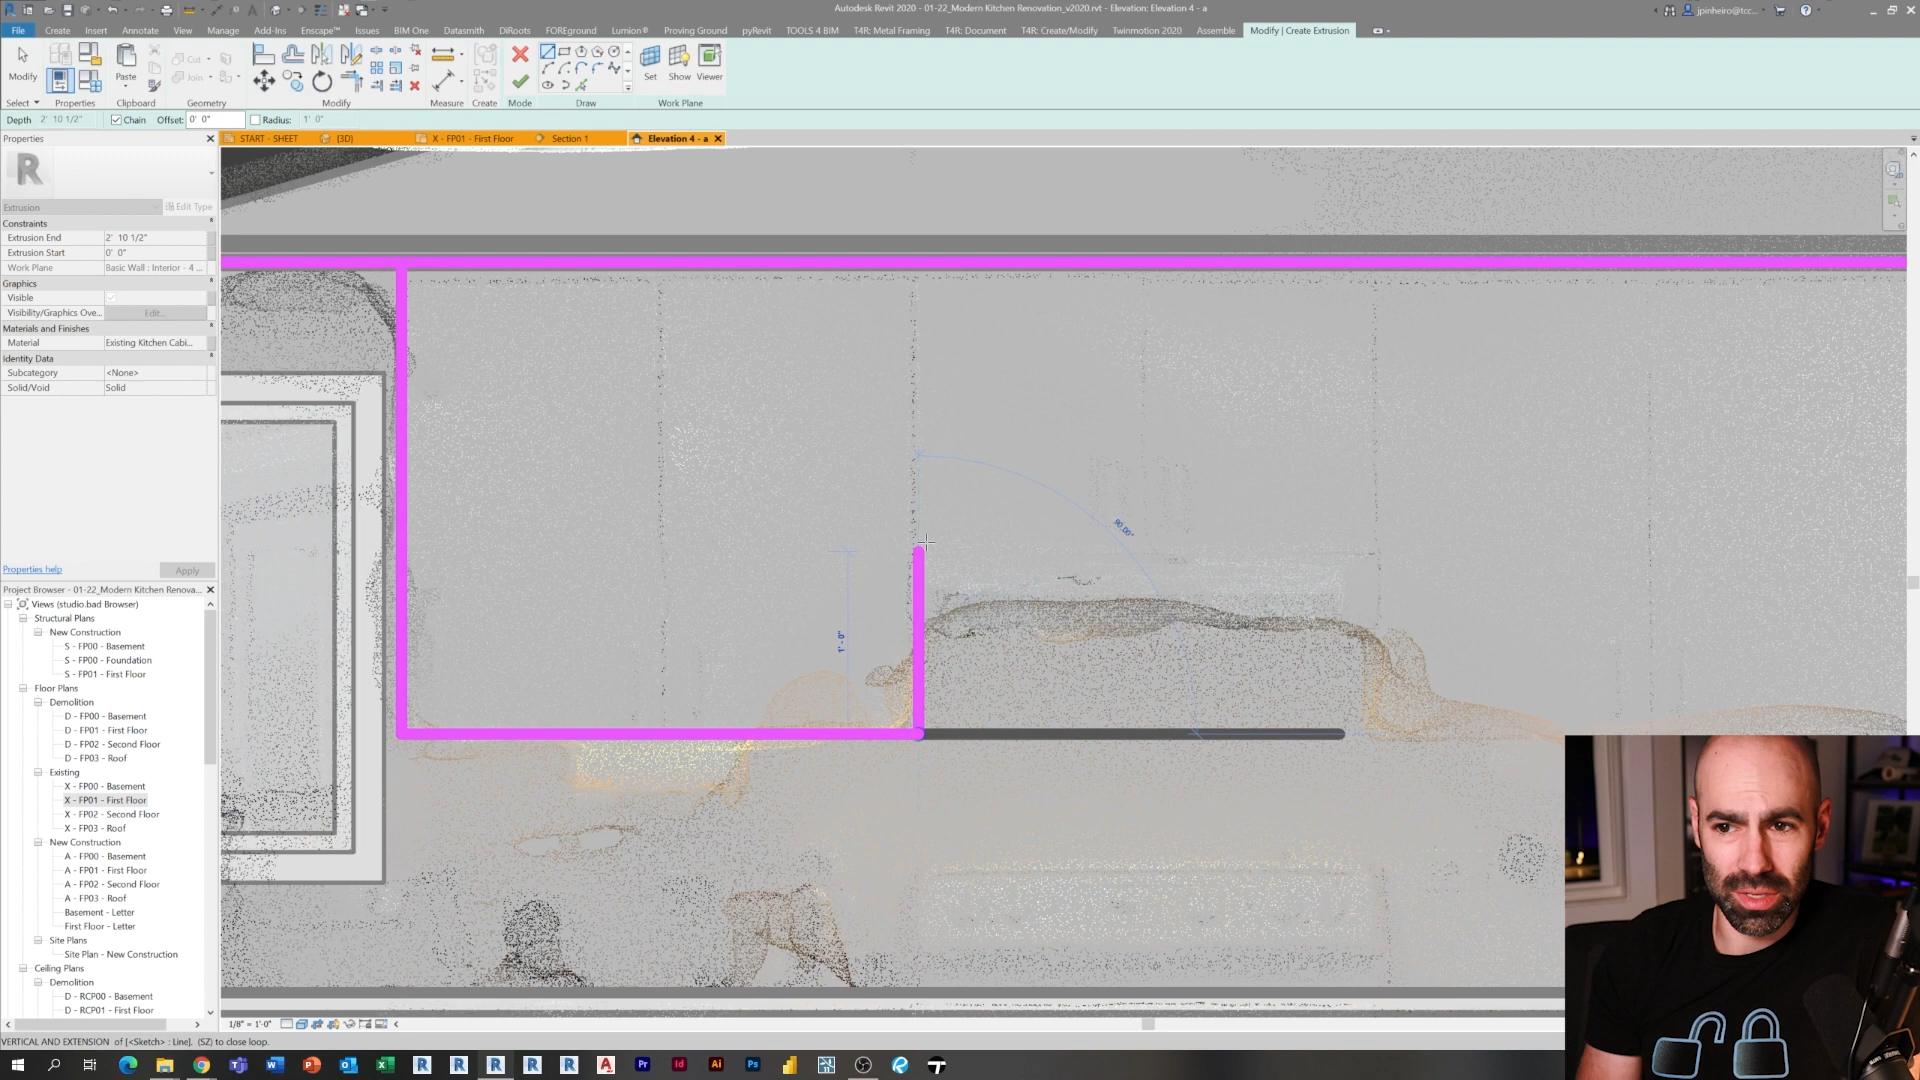 Autodesk Revit 2020 - 01-22_Modern Kitchen Renovation_v2020.rvt - Elevation: Elevation 4 - a
jpinheiro@tcc...
File Create Insert Annotate View Manage Add-Ins Enscape™ Issues BIM One Datasmith DiRoots FOREground Lumion® Proving Ground pyRevit TOOLS 4 BIM T4R: Metal Framing T4R: Document T4R: Create/Modify Twinmotion 2020 Assemble Modify | Create Extrusion
Modify Paste Cut Join Set Show Viewer
Select Properties Clipboard Geometry Modify Measure Create Mode Draw Work Plane
Depth 2' 10 1/2" Chain Offset: 0' 0" Radius: 1' 0"
Properties
START - SHEET {3D} X - FP01 - First Floor Section 1 Elevation 4 - a
Extrusion Edit Type
Constraints
Extrusion End 2' 10 1/2"
Extrusion Start 0' 0"
Work Plane Basic Wall : Interior - 4 ...
Graphics
Visible
Visibility/Graphics Ove... Edit...
Materials and Finishes
Material Existing Kitchen Cabi...
Identity Data
Subcategory <None>
Solid/Void Solid
90.00°
1' - 0"
Properties help Apply
Project Browser - 01-22_Modern Kitchen Renova...
Views (studio.bad Browser)
Structural Plans
New Construction
S - FP00 - Basement
S - FP00 - Foundation
S - FP01 - First Floor
Floor Plans
Demolition
D - FP00 - Basement
D - FP01 - First Floor
D - FP02 - Second Floor
D - FP03 - Roof
Existing
X - FP00 - Basement
X - FP01 - First Floor
X - FP02 - Second Floor
X - FP03 - Roof
New Construction
A - FP00 - Basement
A - FP01 - First Floor
A - FP02 - Second Floor
A - FP03 - Roof
Basement - Letter
First Floor - Letter
Site Plans
Site Plan - New Construction
Ceiling Plans
Demolition
D - RCP00 - Basement
D - RCP01 - First Floor
1/8" = 1'-0"
VERTICAL AND EXTENSION of [<Sketch> : Line]. (SZ) to close loop.